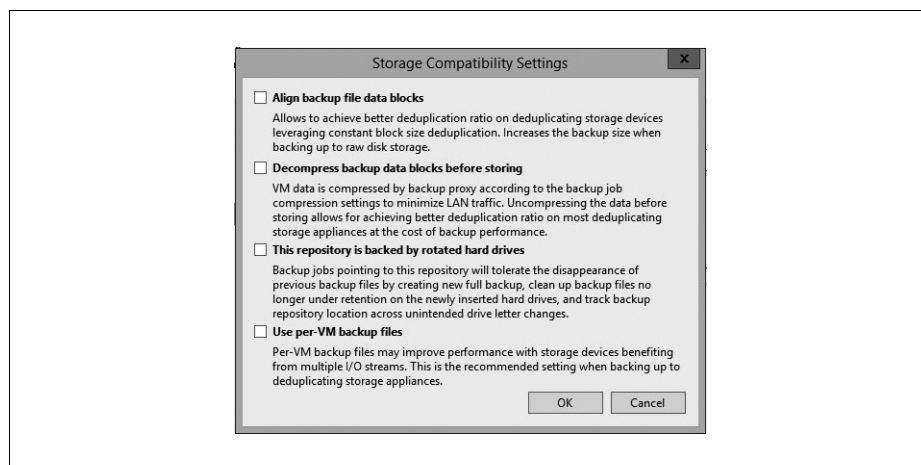 Storage Compatibility Settings
x
Align backup file data blocks
Allows to achieve better deduplication ratio on deduplicating storage devices
leveraging constant block size deduplication. Increases the backup size when
backing up to raw disk storage.
Decompress backup data blocks before storing
VM data is compressed by backup proxy according to the backup job
compression settings to minimize LAN traffic. Uncompressing the data before
storing allows for achieving better deduplication ratio on most deduplicating
storage appliances at the cost of backup performance.
This repository is backed by rotated hard drives
Backup jobs pointing to this repository will tolerate the disappearance of
previous backup files by creating new full backup, clean up backup files no
longer under retention on the newly inserted hard drives, and track backup
repository location across unintended drive letter changes.
Use per-VM backup files
Per-VM backup files may improve performance with storage devices benefiting
from multiple I/O streams. This is the recommended setting when backing up to
deduplicating storage appliances.
OK Cancel